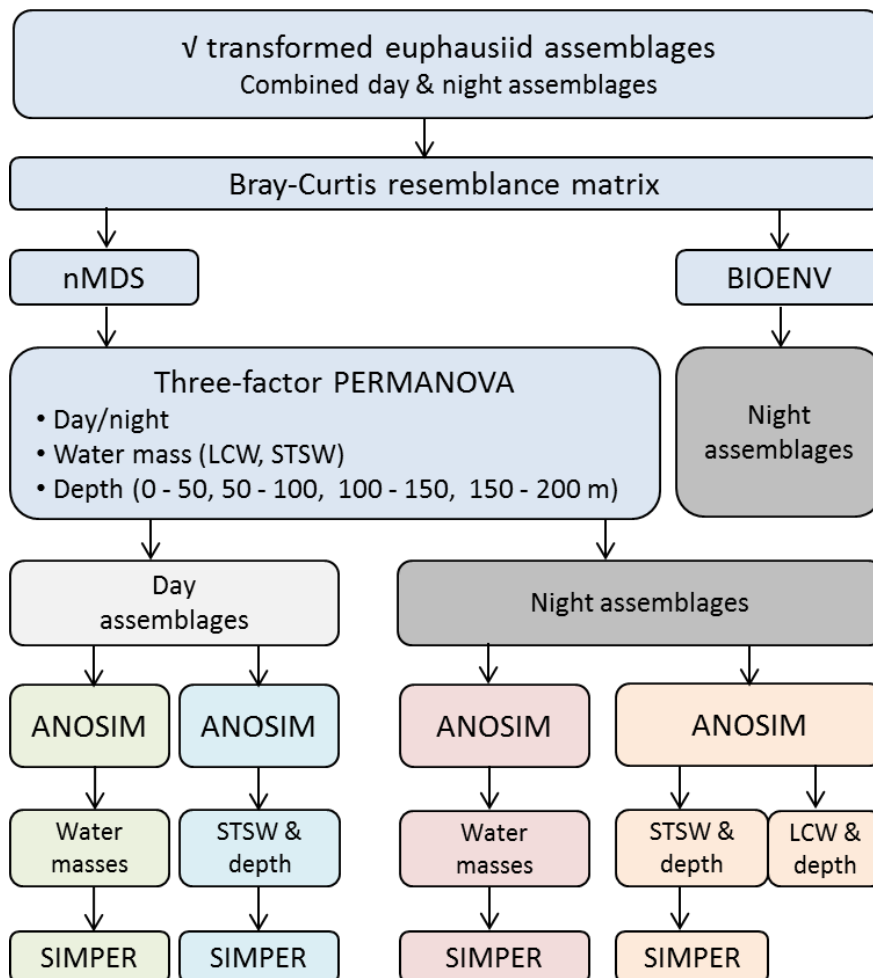 √ transformed euphausiid assemblages
Combined day & night assemblages
Bray-Curtis resemblance matrix
nMDS
BIOENV
Three-factor PERMANOVA
• Day/night
• Water mass (LCW, STSW)
• Depth (0 - 50, 50 - 100, 100 - 150, 150 - 200 m)
Night
assemblages
Day
assemblages
Night assemblages
ANOSIM
ANOSIM
ANOSIM
ANOSIM
Water
masses
STSW &
depth
Water
masses
STSW &
depth
LCW &
depth
SIMPER
SIMPER
SIMPER
SIMPER